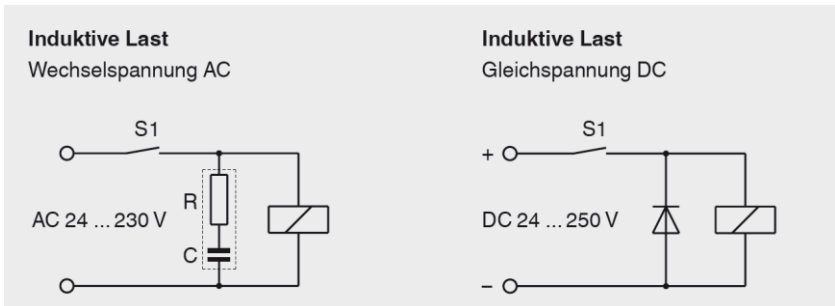 Induktive Last
Wechselspannung AC
S1
R
AC 24 ... 230 V
C
Induktive Last
Gleichspannung DC
S1
+
DC 24 ... 250 V
–